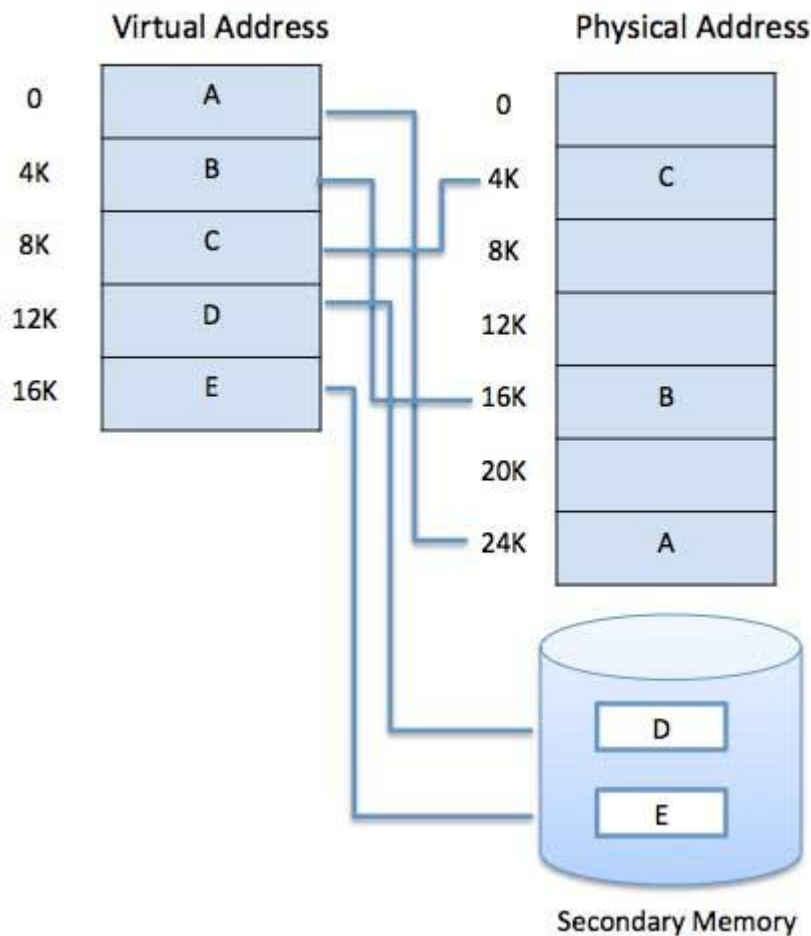 Virtual Address
0
A
4K
B
8K
C
12K
D
16K
E
Physical Address
0
4K
C
8K
12K
16K
B
20K
24K
A
D
E
Secondary Memory